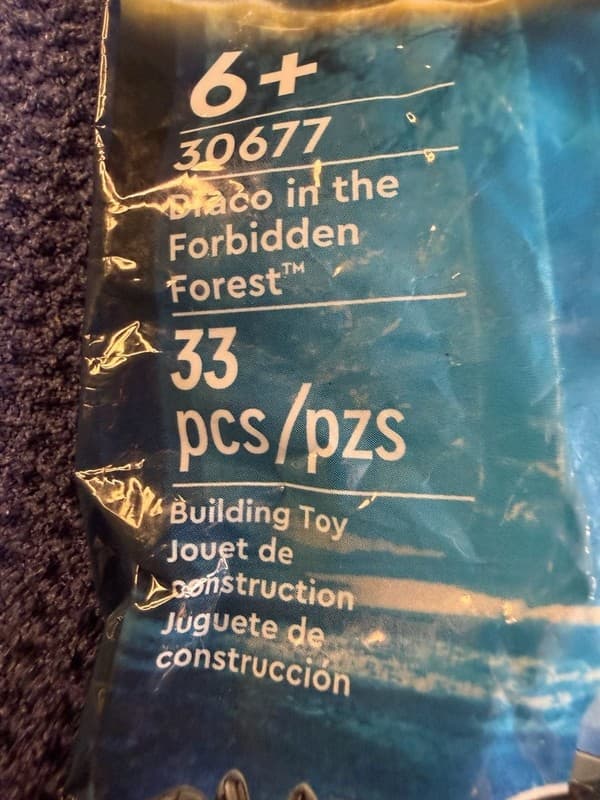 6+
30677
Draco in the
Forbidden
Forest™
33
pcs/pzs
Building Toy
Jouet de
construction
Juguete de
construcción